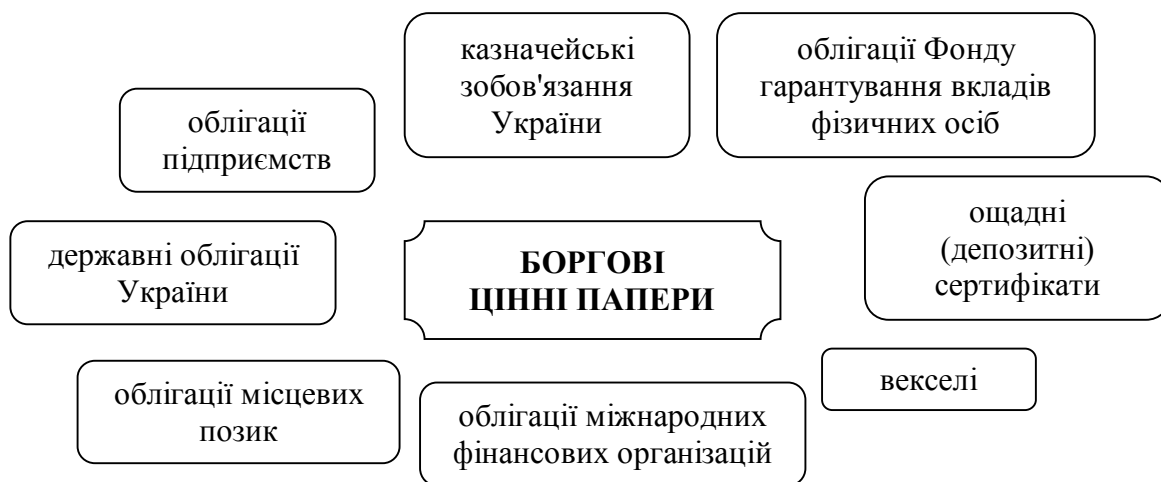 казначейські
зобов'язання
України
облігації Фонду
гарантування вкладів
фізичних осіб
облігації
підприємств
ощадні
(депозитні)
сертифікати
державні облігації
України
БОРГОВІ
ЦІННІ ПАПЕРИ
облігації місцевих
позик
облігації міжнародних
фінансових організацій
векселі